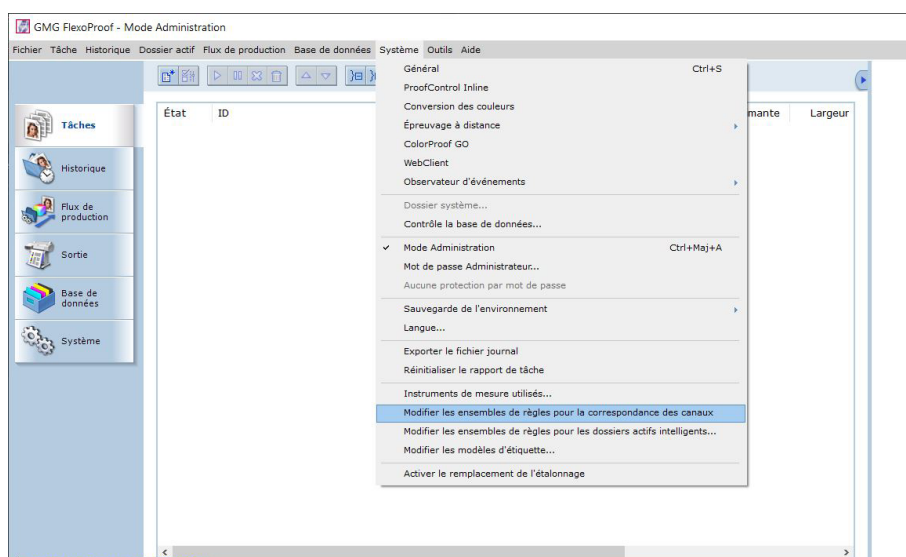 GMG FlexoProof - Mode Administration
Fichier Tâche Historique Dossier actif Flux de production Base de données Système Outils Aide
Général Ctrl+S
ProofControl Inline
Conversion des couleurs
Épreuvage à distance
ColorProof GO
WebClient
Observateur d'événements
Dossier système...
Contrôle la base de données...
Mode Administration Ctrl+Maj+A
Mot de passe Administrateur...
Aucune protection par mot de passe
Sauvegarde de l'environnement
Langue...
Exporter le fichier journal
Réinitialiser le rapport de tâche
Instruments de mesure utilisés...
Modifier les ensembles de règles pour la correspondance des canaux
Modifier les ensembles de règles pour les dossiers actifs intelligents...
Modifier les modèles d'étiquette...
Activer le remplacement de l'étalonnage
État ID
mante Largeur
Tâches
Historique
Flux de
production
Sortie
Base de
données
Système